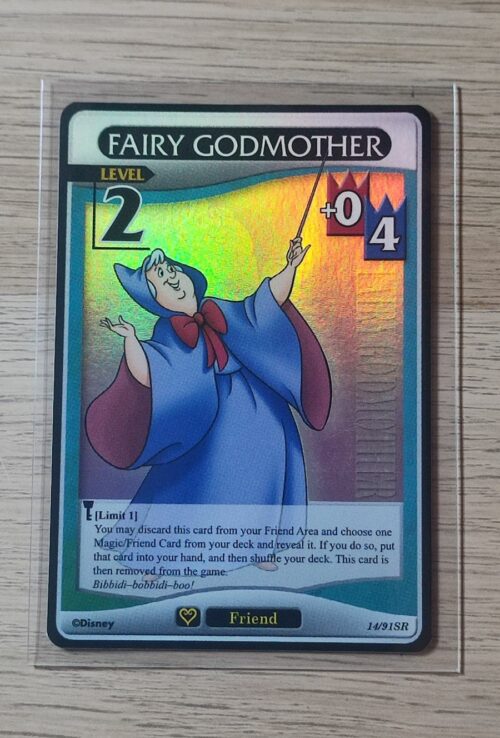 FAIRY GODMOTHER
LEVEL
2
+0
4
FAIRY GODMOTHER
[Limit 1]
You may discard this card from your Friend Area and choose one
Magic/Friend Card from your deck and reveal it. If you do so, put
that card into your hand, and then shuffle your deck. This card is
then removed from the game.
Bibbidi-bobbidi-boo!
©Disney
Friend
14/91SR